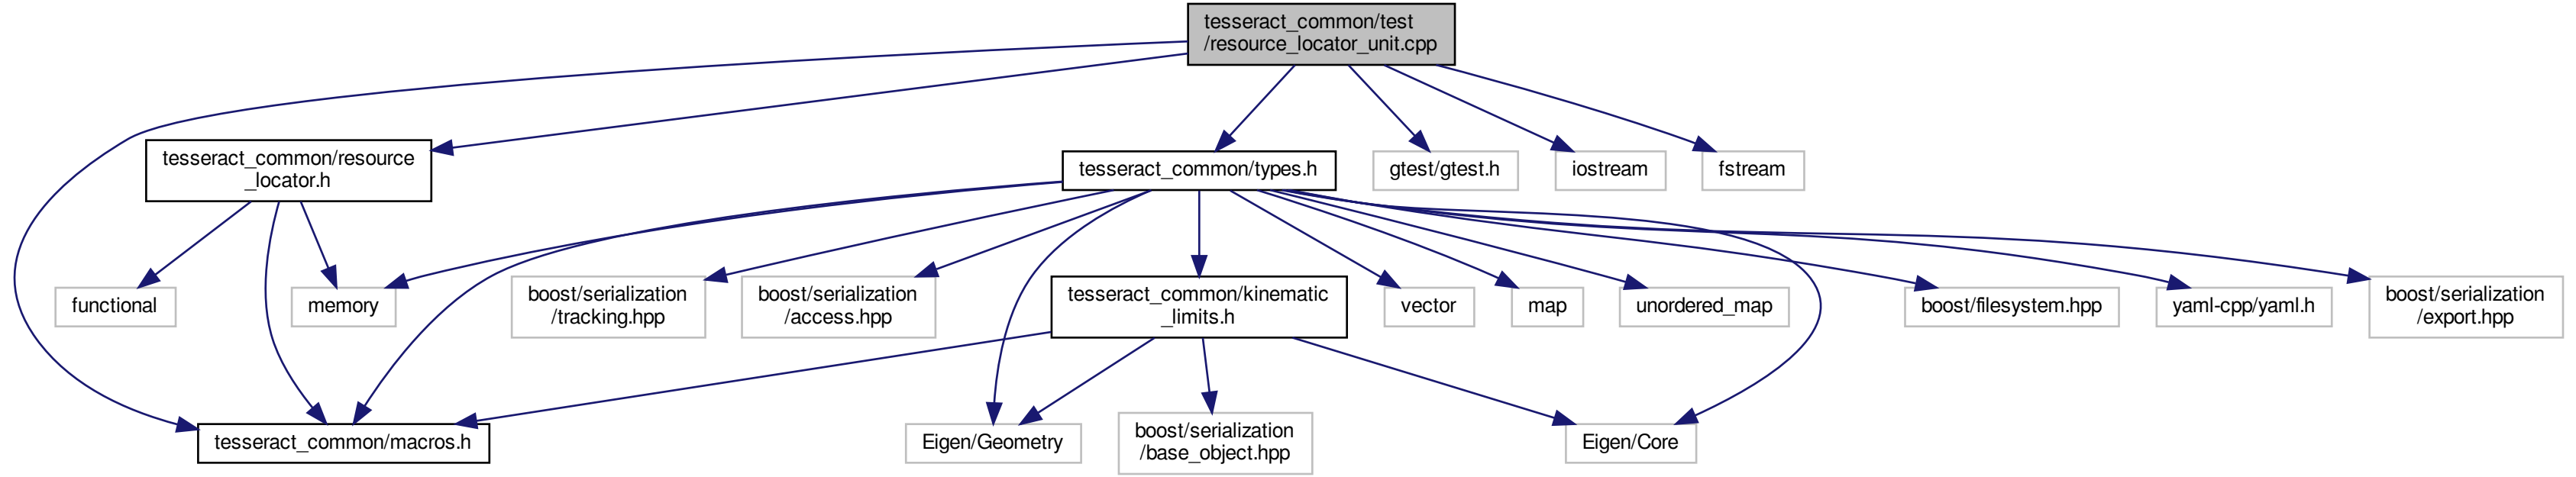 tesseract_common/test
/resource_locator_unit.cpp
tesseract_common/resource
_locator.h
tesseract_common/types.h
gtest/gtest.h
iostream
fstream
functional
memory
boost/serialization
/tracking.hpp
boost/serialization
/access.hpp
tesseract_common/kinematic
_limits.h
vector
map
unordered_map
boost/filesystem.hpp
yaml-cpp/yaml.h
boost/serialization
/export.hpp
tesseract_common/macros.h
Eigen/Geometry
boost/serialization
/base_object.hpp
Eigen/Core